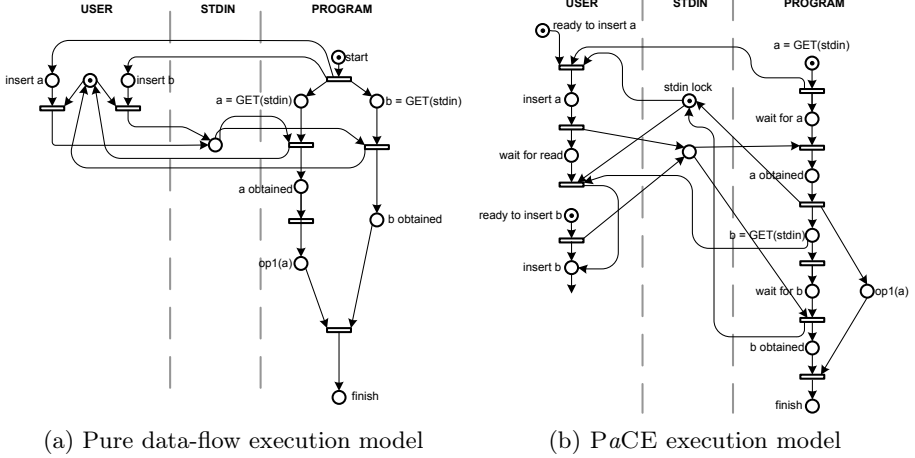 USER STDIN PROGRAM
start
insert a
insert b
a = GET(stdin)
b = GET(stdin)
a obtained
b obtained
op1(a)
finish
(a) Pure data-flow execution model
USER STDIN PROGRAM
ready to insert a
a = GET(stdin)
stdin lock
insert a
wait for a
wait for read
a obtained
ready to insert b
b = GET(stdin)
insert b
wait for b
op1(a)
b obtained
finish
(b) PaCE execution model